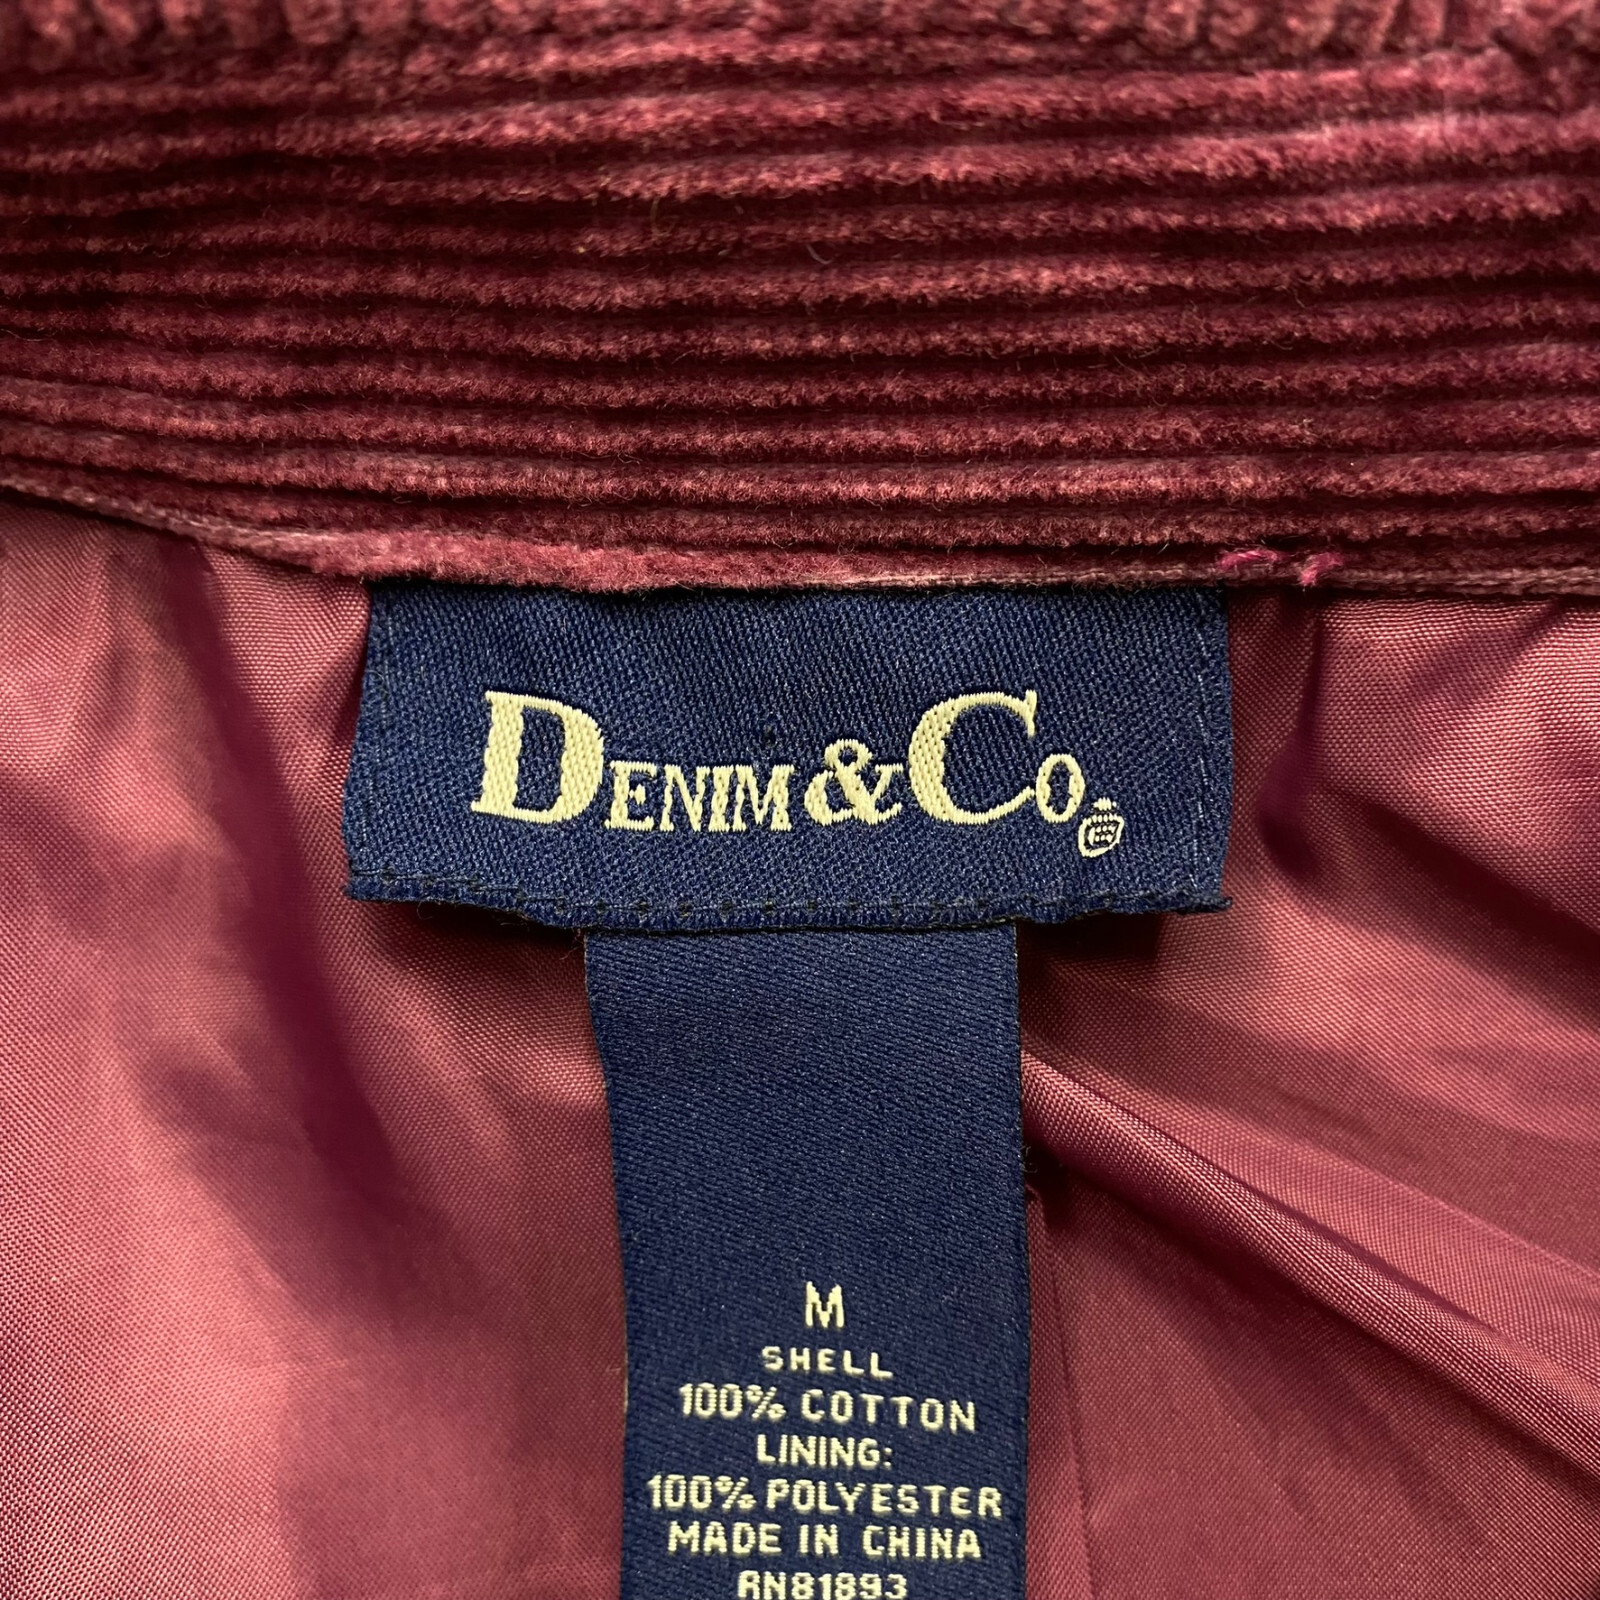 DENIM & CO
M
SHELL
100% COTTON
LINING:
100% POLYESTER
MADE IN CHINA
RN81893